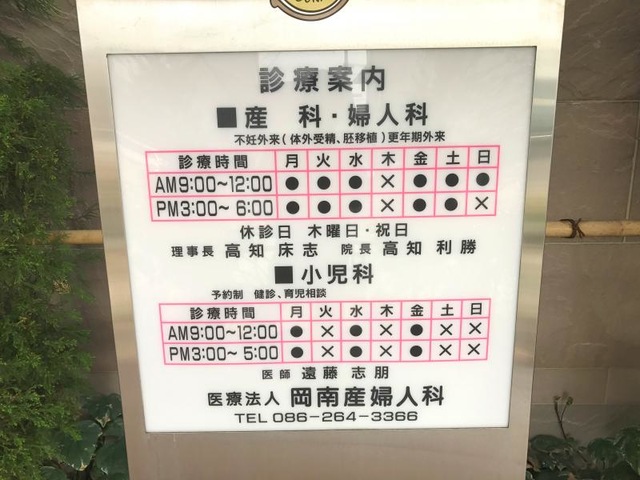 診療案内
■産科・婦人科
不妊外来(体外受精、胚移植)更年期外来
診療時間 月 火 水 木 金 土 日
AM9:00~12:00 ● ● ● × ● ● ●
PM3:00~ 6:00 ● ● ● × ● ● ×
休診日 木曜日・祝日
理事長 高知床志 院長 高知利勝
■小児科
予約制 健診、育児相談
診療時間 月 火 水 木 金 土 日
AM9:00~12:00 ● × ● × ● × ×
PM3:00~ 5:00 ● × ● × ● × ×
医師 遠藤志朋
医療法人 岡南産婦人科
TEL 086-264-3366